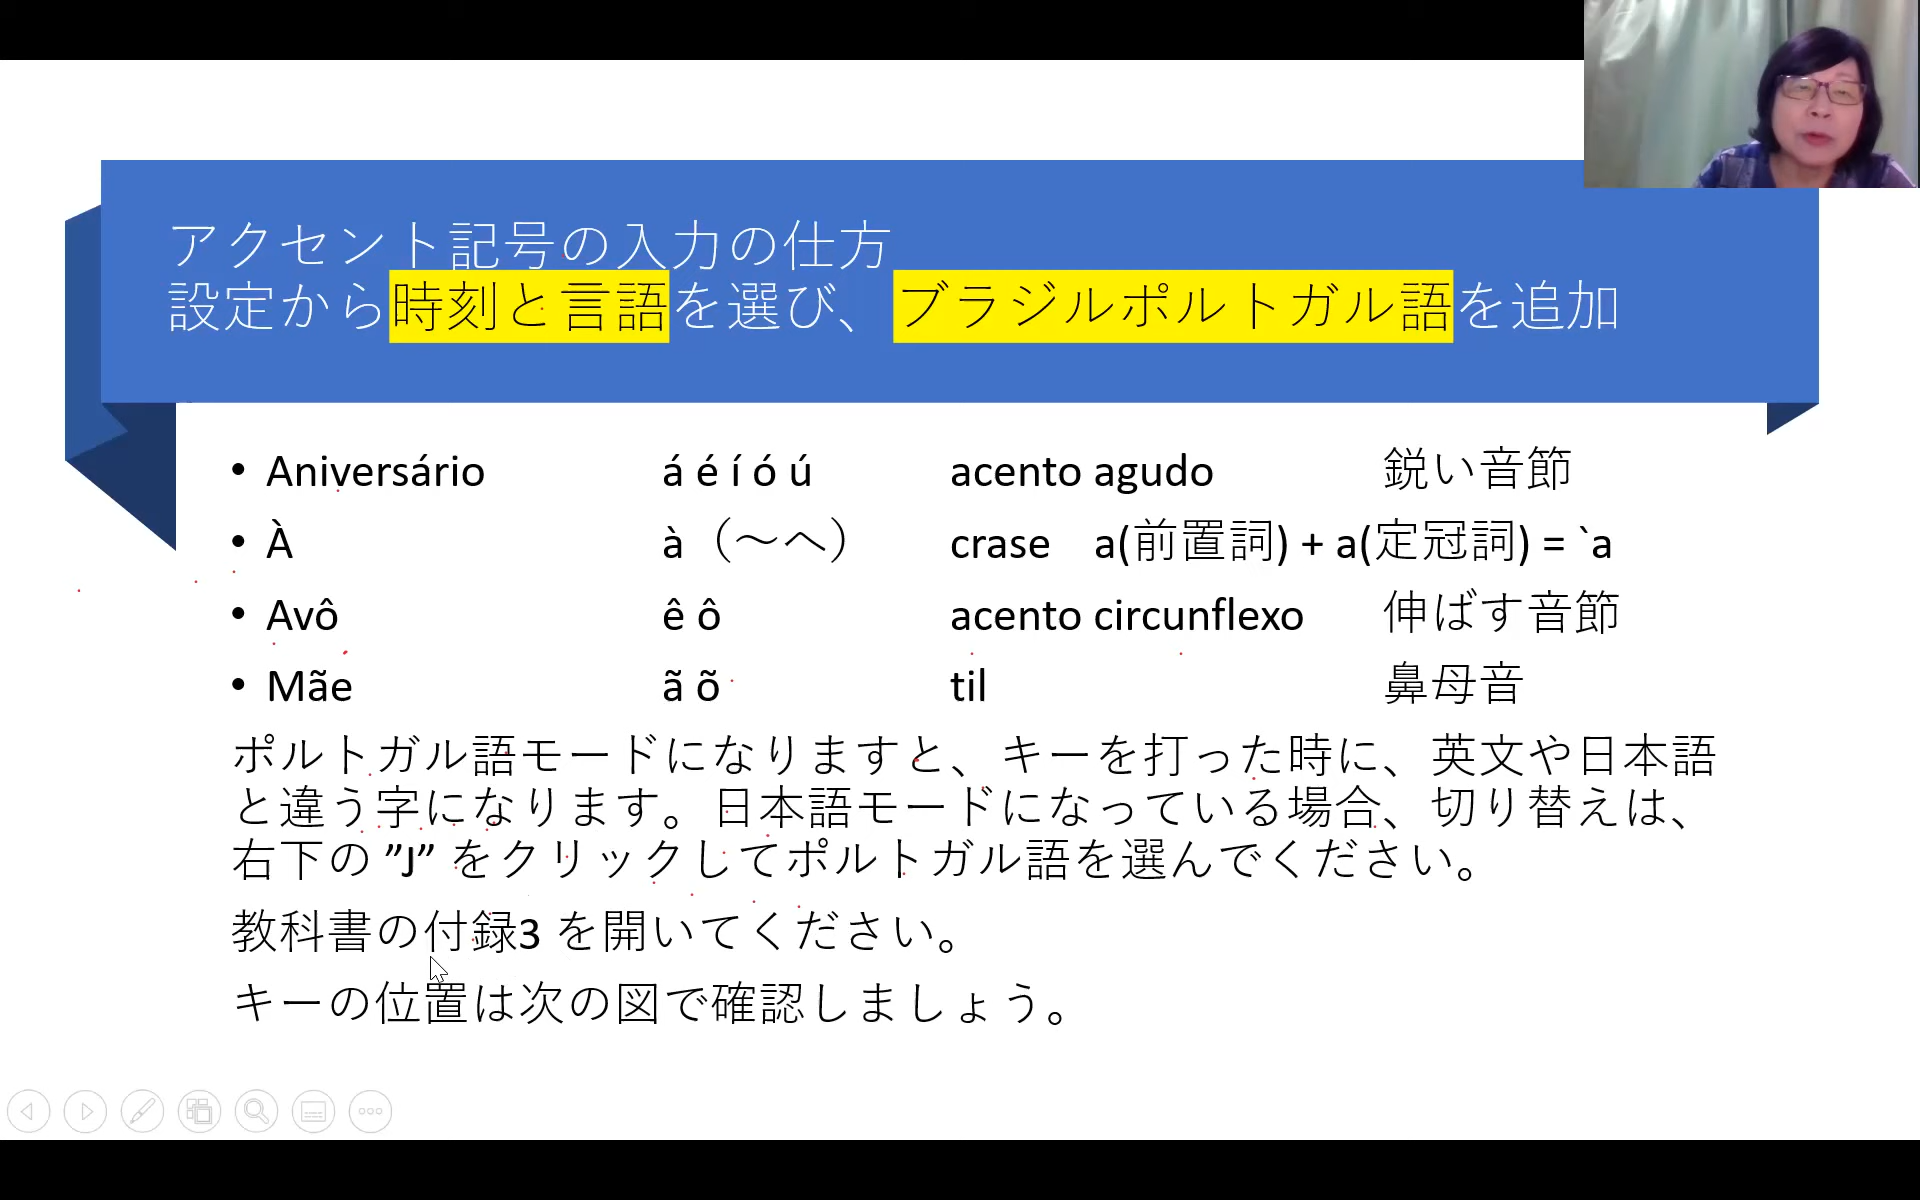 アクセント記号の入力の仕方
設定から時刻と言語を選び、ブラジルポルトガル語を追加
• Aniversário á é í ó ú acento agudo 鋭い音節
• À à（～へ） crase a(前置詞) + a(定冠詞) = `a
• Avô ê ô acento circunflexo 伸ばす音節
• Mãe ã õ til 鼻母音
ポルトガル語モードになりますと、キーを打った時に、英文や日本語
と違う字になります。日本語モードになっている場合、切り替えは、
右下の ”J” をクリックしてポルトガル語を選んでください。
教科書の付録3 を開いてください。
キーの位置は次の図で確認しましょう。